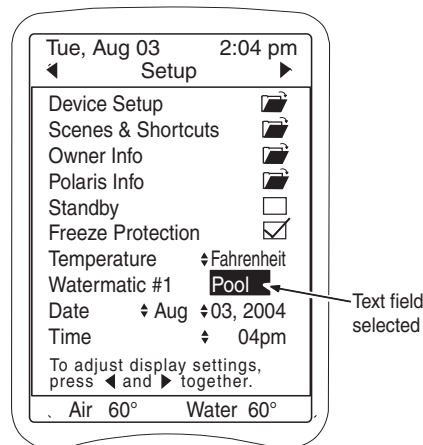 Tue, Aug 03 2:04 pm
Setup
Device Setup
Scenes & Shortcuts
Owner Info
Polaris Info
Standby
Freeze Protection
Temperature Fahrenheit
Watermatic #1 Pool
Date Aug 03, 2004
Time 04pm
To adjust display settings,
press ◀ and ▶ together.
Air 60° Water 60°
Text field
selected